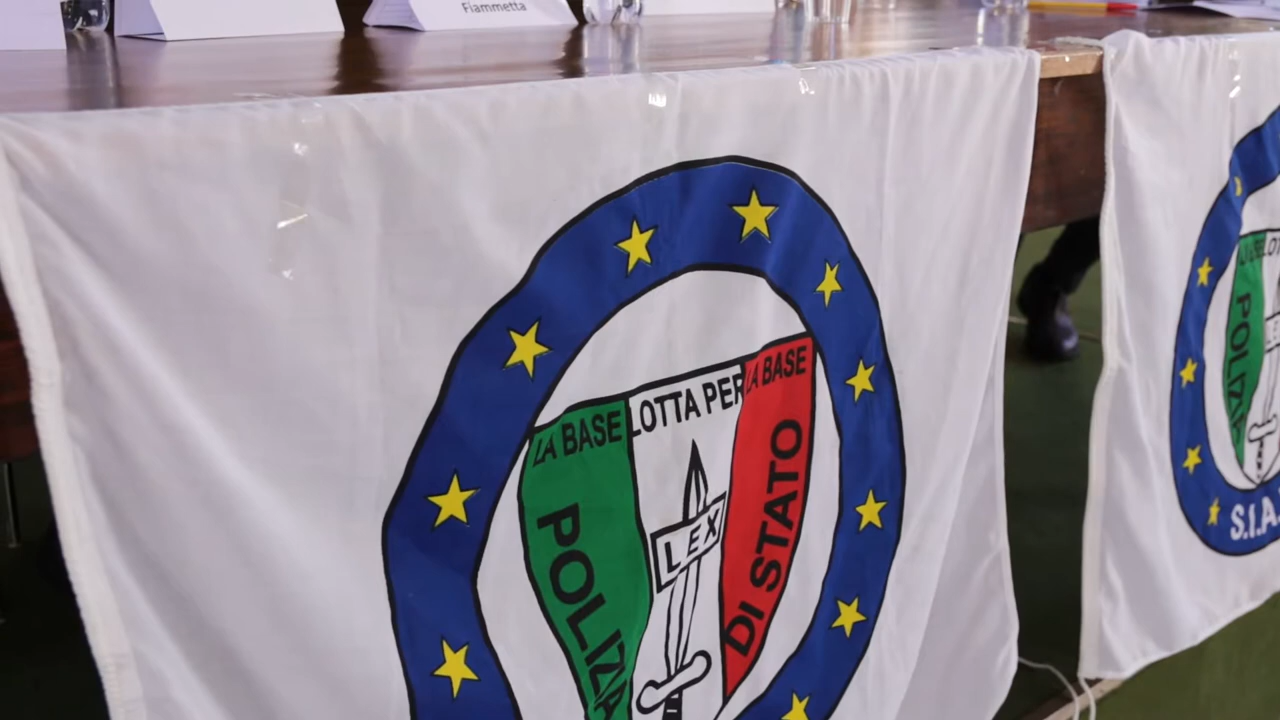 Fiammetta
LA BASE LOTTA PER LA BASE
POLIZIA
LEX
DI STATO
POLIZIA
S.I.A.